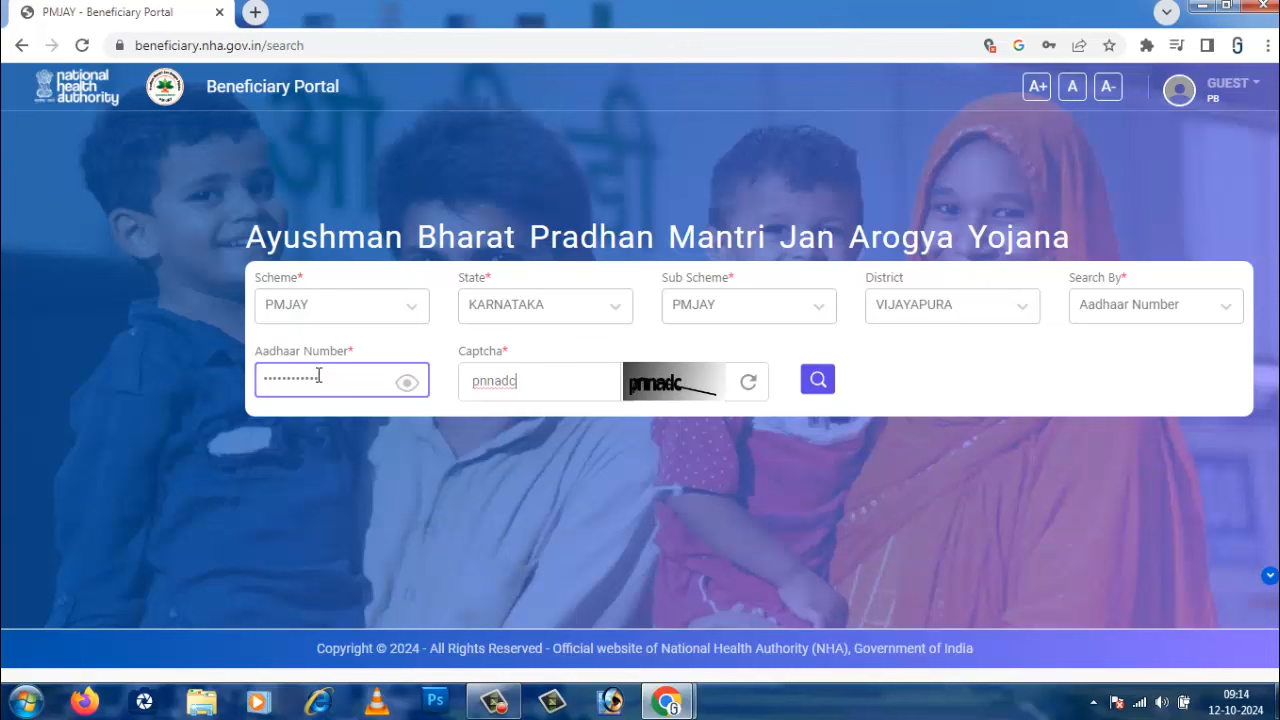 PMJAY - Beneficiary Portal
beneficiary.nha.gov.in/search
national health authority
Beneficiary Portal
A+ A A-
GUEST
PB
Ayushman Bharat Pradhan Mantri Jan Arogya Yojana
Scheme* State* Sub Scheme* District Search By*
PMJAY KARNATAKA PMJAY VIJAYAPURA Aadhaar Number
Aadhaar Number* Captcha*
pnnadc pnnadc
Copyright © 2024 - All Rights Reserved - Official website of National Health Authority (NHA), Government of India
Ps
G
09:14
12-10-2024